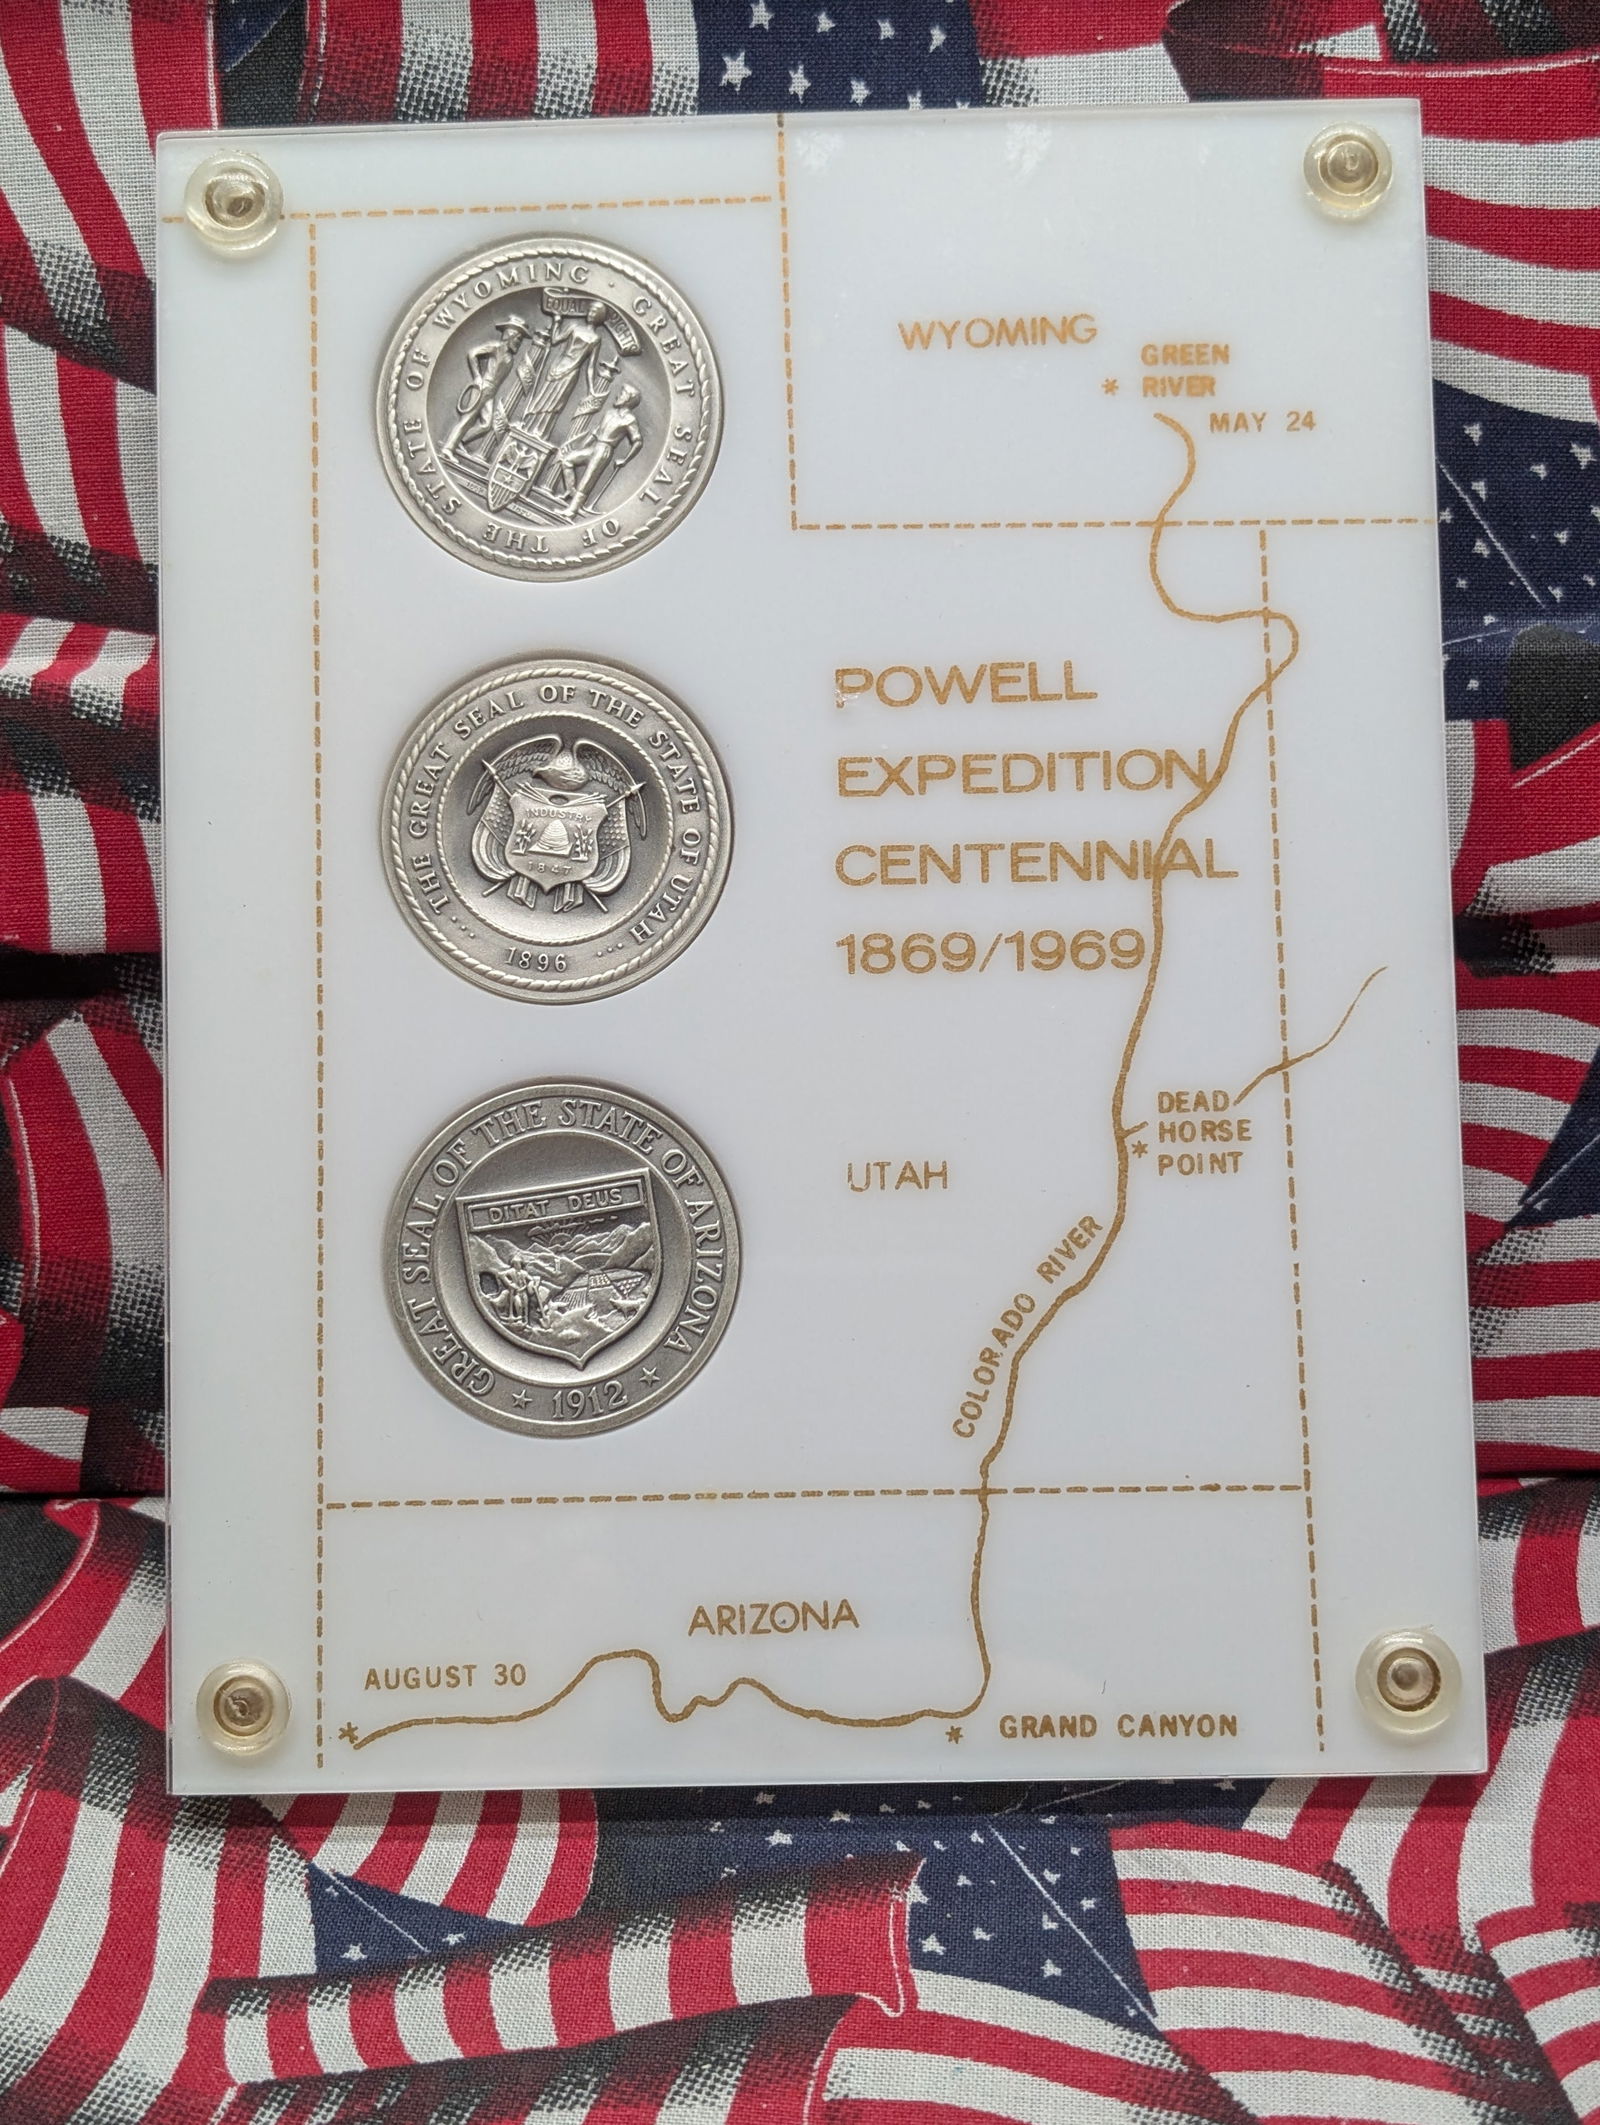 THE GREAT SEAL OF THE STATE OF WYOMING
EQUAL RIGHTS
WYOMING
GREEN
RIVER
MAY 24
POWELL
EXPEDITION
CENTENNIAL
1869/1969
... THE GREAT SEAL OF THE STATE OF UTAH ...
INDUSTRY
1847
1896
DEAD
HORSE
POINT
UTAH
COLORADO RIVER
GREAT SEAL OF THE STATE OF ARIZONA
DITAT DEUS
★ 1912 ★
ARIZONA
AUGUST 30
GRAND CANYON